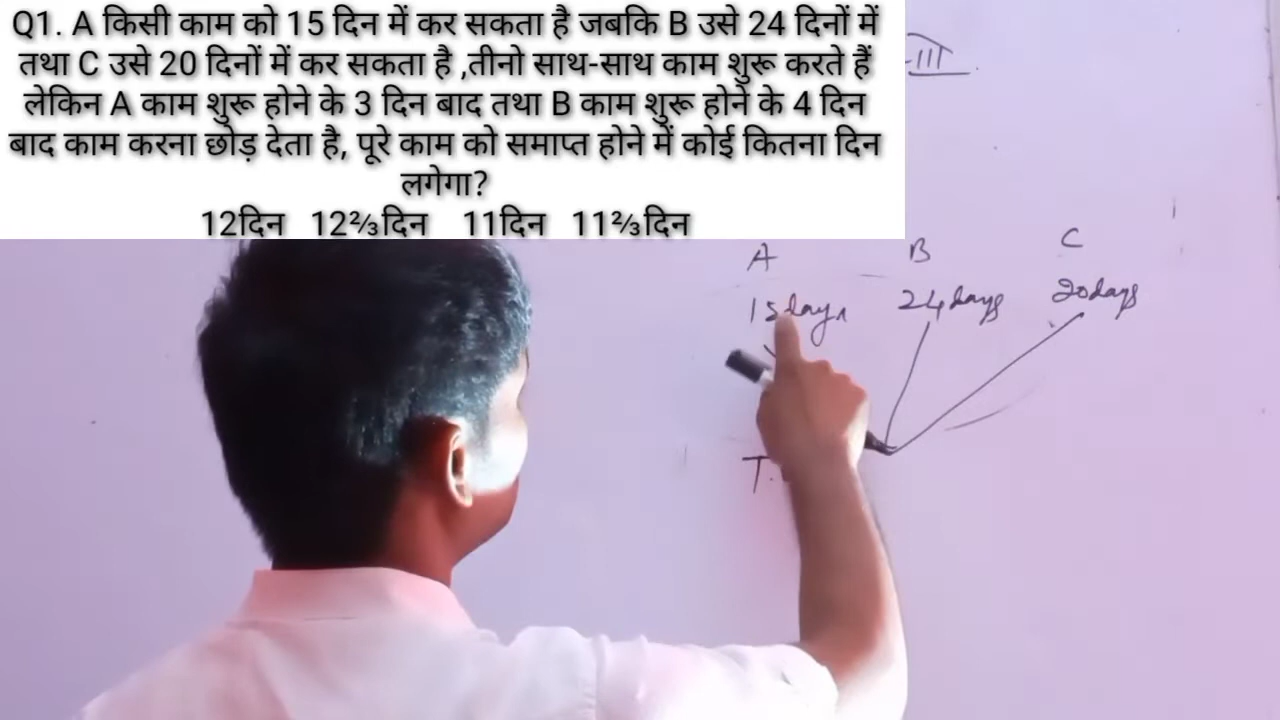 Q1. A किसी काम को 15 दिन में कर सकता है जबकि B उसे 24 दिनों में
तथा C उसे 20 दिनों में कर सकता है ,तीनो साथ-साथ काम शुरू करते हैं
लेकिन A काम शुरू होने के 3 दिन बाद तथा B काम शुरू होने के 4 दिन
बाद काम करना छोड़ देता है, पूरे काम को समाप्त होने में कोई कितना दिन
लगेगा?
12दिन 12⅔दिन 11दिन 11⅔दिन
-III
A B C
15days 24days 20days
T.